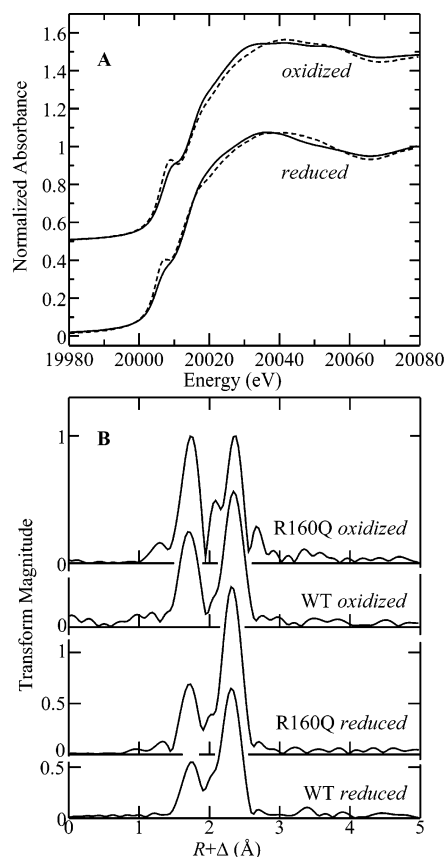 A
1.6
1.4
1.2
1
0.8
0.6
0.4
0.2
0
Normalized Absorbance
oxidized
reduced
19980 20000 20020 20040 20060 20080
Energy (eV)
B
1
R160Q oxidized
0
WT oxidized
0
1
0.5
R160Q reduced
0
0.5
WT reduced
0
Transform Magnitude
0 1 2 3 4 5
R+Δ (Å)